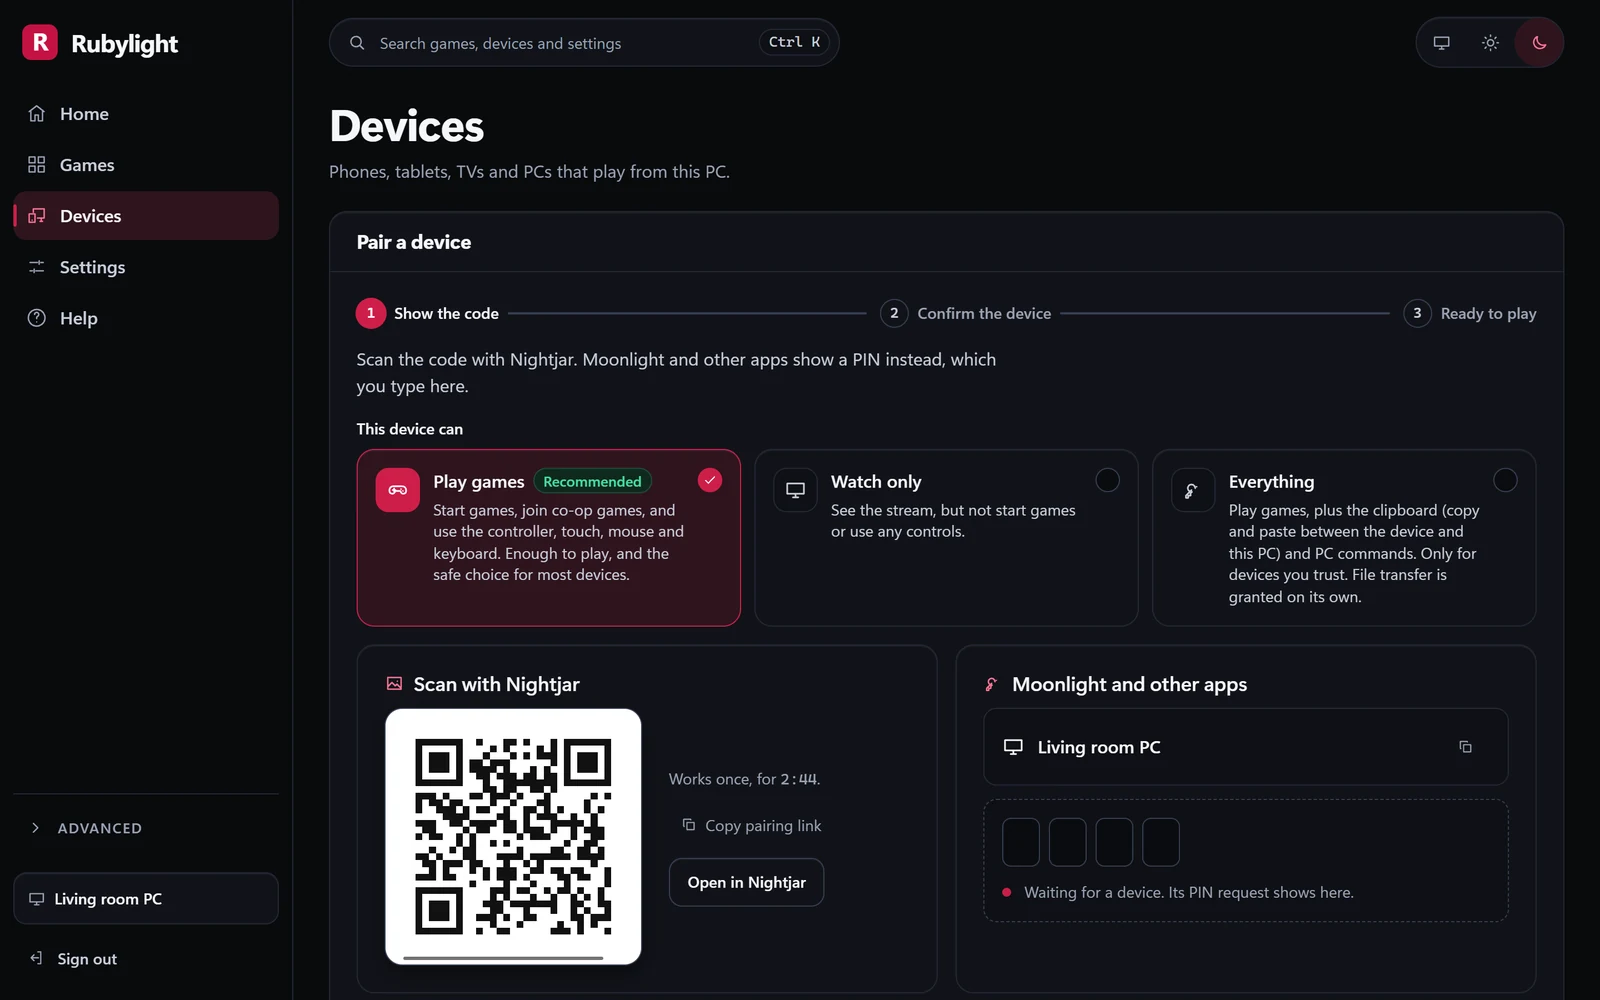 R Rubylight
Search games, devices and settings
Ctrl K
Home
Games
Devices
Settings
Help
ADVANCED
Living room PC
Sign out
Devices
Phones, tablets, TVs and PCs that play from this PC.
Pair a device
1 Show the code
2 Confirm the device
3 Ready to play
Scan the code with Nightjar. Moonlight and other apps show a PIN instead, which
you type here.
This device can
Play games Recommended
Start games, join co-op games, and
use the controller, touch, mouse and
keyboard. Enough to play, and the
safe choice for most devices.
Watch only
See the stream, but not start games
or use any controls.
Everything
Play games, plus the clipboard (copy
and paste between the device and
this PC) and PC commands. Only for
devices you trust. File transfer is
granted on its own.
Scan with Nightjar
Works once, for 2:44.
Copy pairing link
Open in Nightjar
Moonlight and other apps
Living room PC
Waiting for a device. Its PIN request shows here.